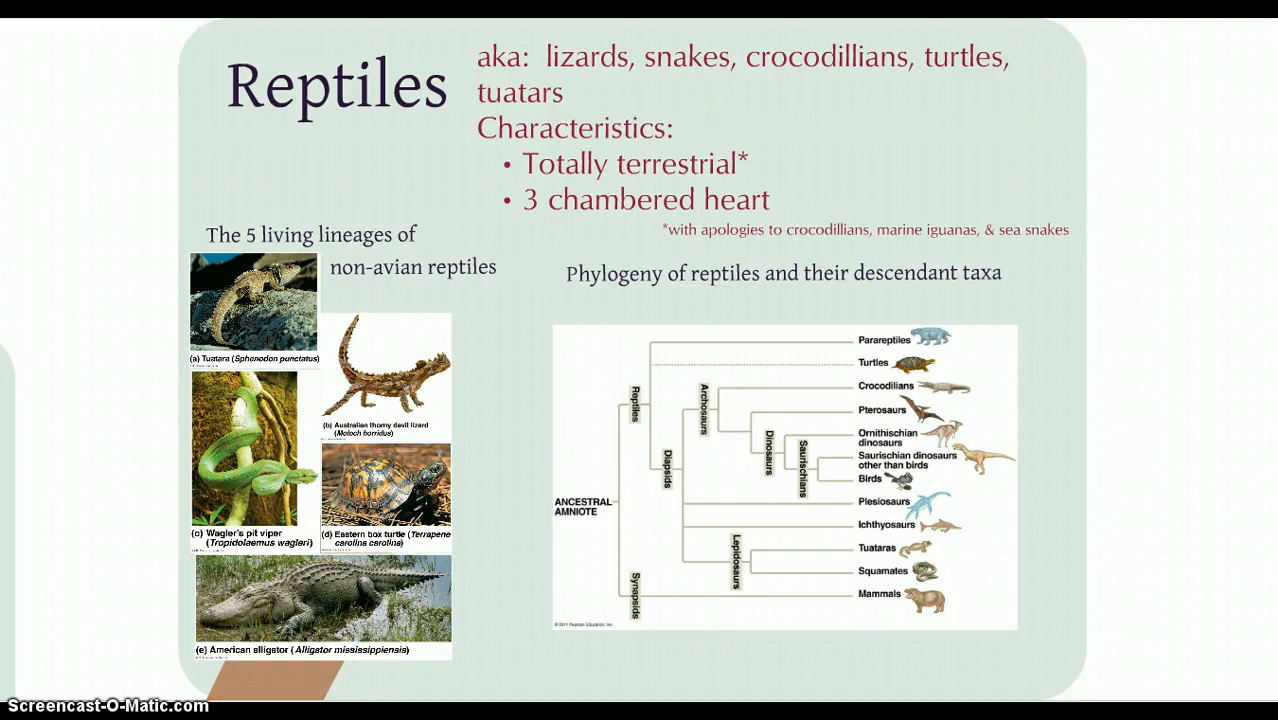 Reptiles
aka: lizards, snakes, crocodillians, turtles,
tuatars
Characteristics:
• Totally terrestrial*
• 3 chambered heart
*with apologies to crocodillians, marine iguanas, & sea snakes
The 5 living lineages of
non-avian reptiles
(a) Tuatara (Sphenodon punctatus)
(b) Australian thorny devil lizard
(Moloch horridus)
(c) Wagler's pit viper
(Tropidolaemus wagleri)
(d) Eastern box turtle (Terrapene
carolina carolina)
(e) American alligator (Alligator mississippiensis)
Phylogeny of reptiles and their descendant taxa
Parareptiles
Turtles
Crocodilians
Pterosaurs
Ornithischian
dinosaurs
Saurischian dinosaurs
other than birds
Birds
Plesiosaurs
Ichthyosaurs
Tuataras
Squamates
Mammals
Reptiles
Archosaurs
Dinosaurs
Saurischians
Diapsids
Lepidosaurs
Synapsids
ANCESTRAL
AMNIOTE
©2011 Pearson Education, Inc.
Screencast-O-Matic.com